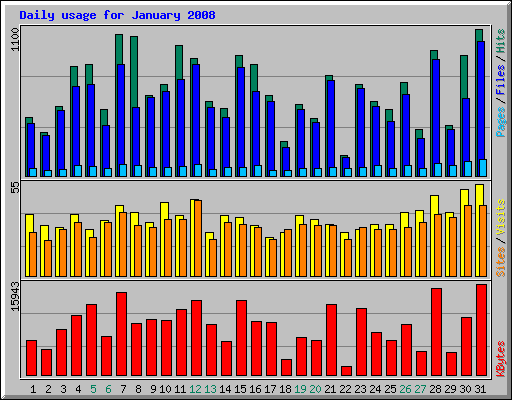 Daily usage for January 2008
1100
Pages / Files / Hits
55
Sites / Visits
15943
KBytes
1 2 3 4 5 6 7 8 9 10 11 12 13 14 15 16 17 18 19 20 21 22 23 24 25 26 27 28 29 30 31